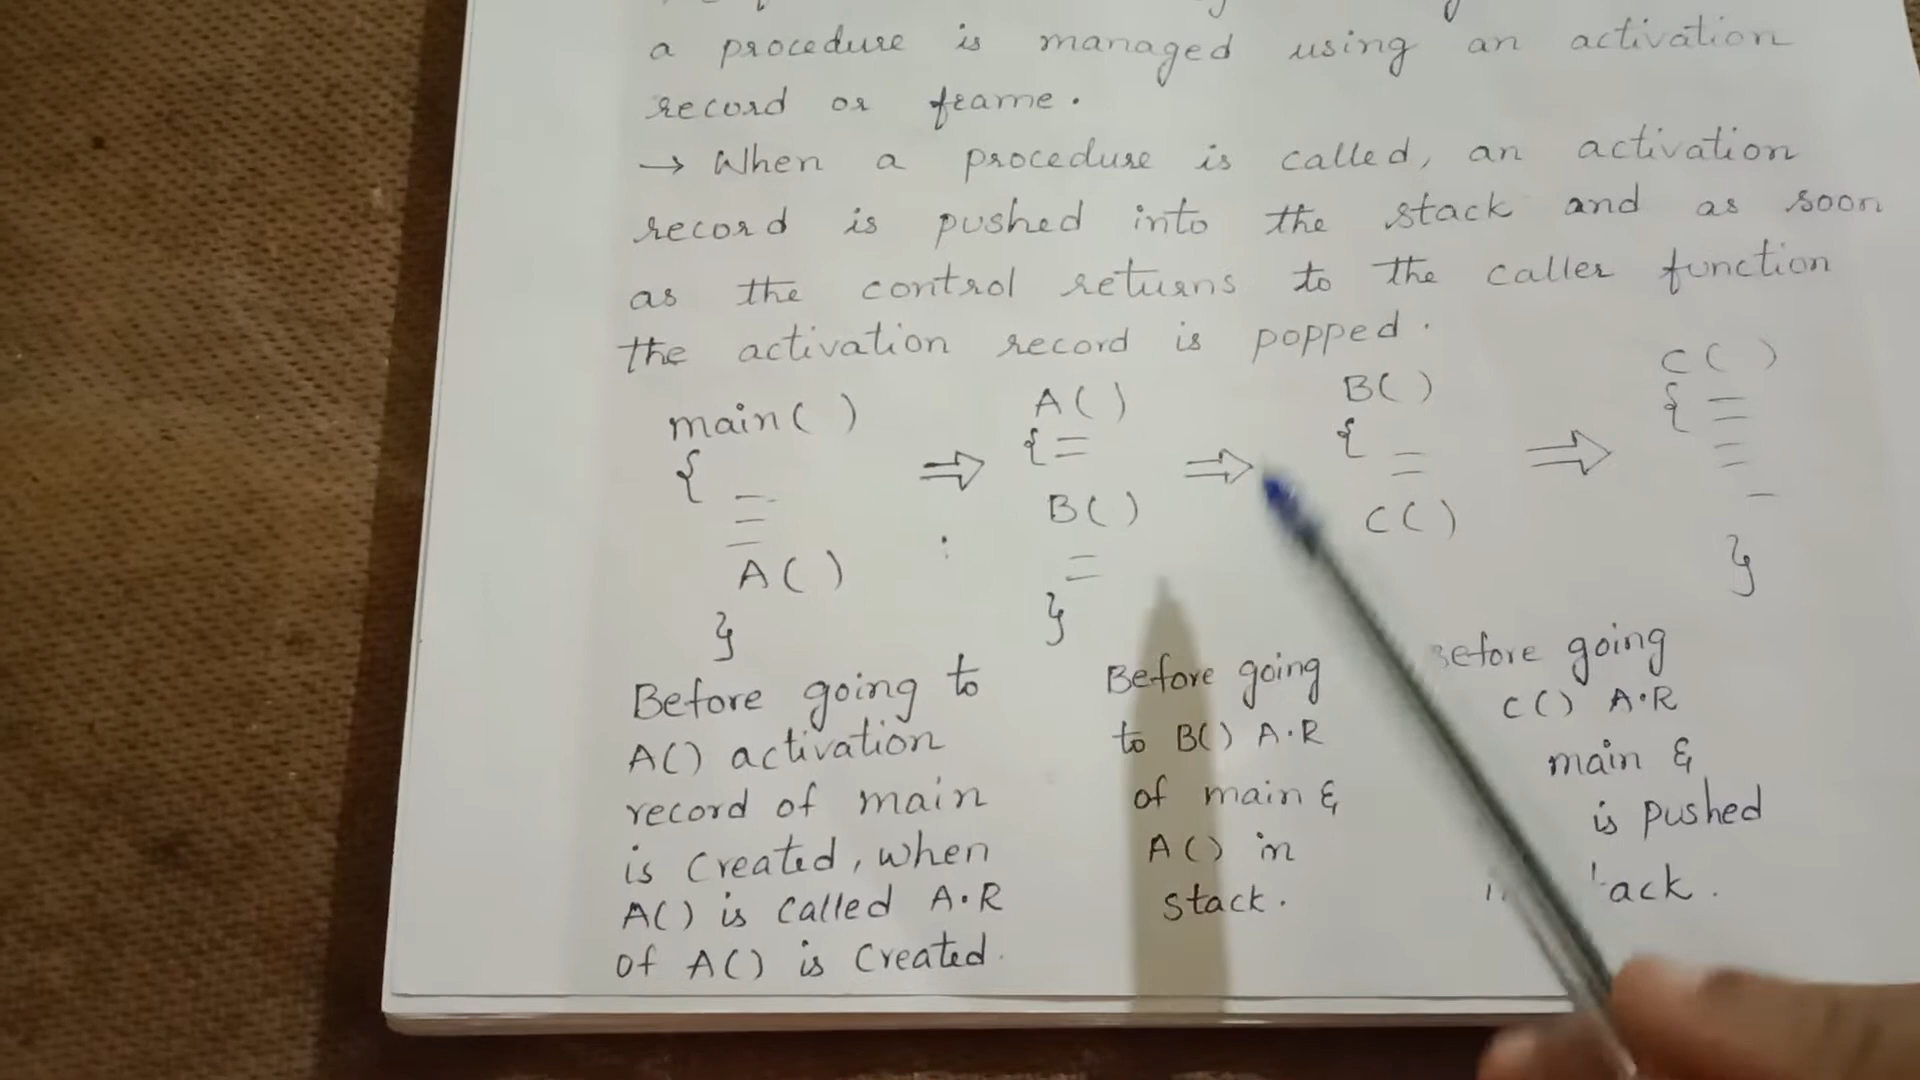 a procedure is managed using an activation
record or frame.
→ When a procedure is called, an activation
record is pushed into the stack and as soon
as the control returns to the caller function
the activation record is popped.
main( )
{
A( )
}
⇒
A( )
{
B( )
}
⇒
B( )
{
C( )
⇒
C( )
{
}
Before going to
A() activation
record of main
is created, when
A() is called A.R
of A() is created.
Before going
to B() A.R
of main &
A() in
stack.
Before going
C() A.R
main &
is pushed